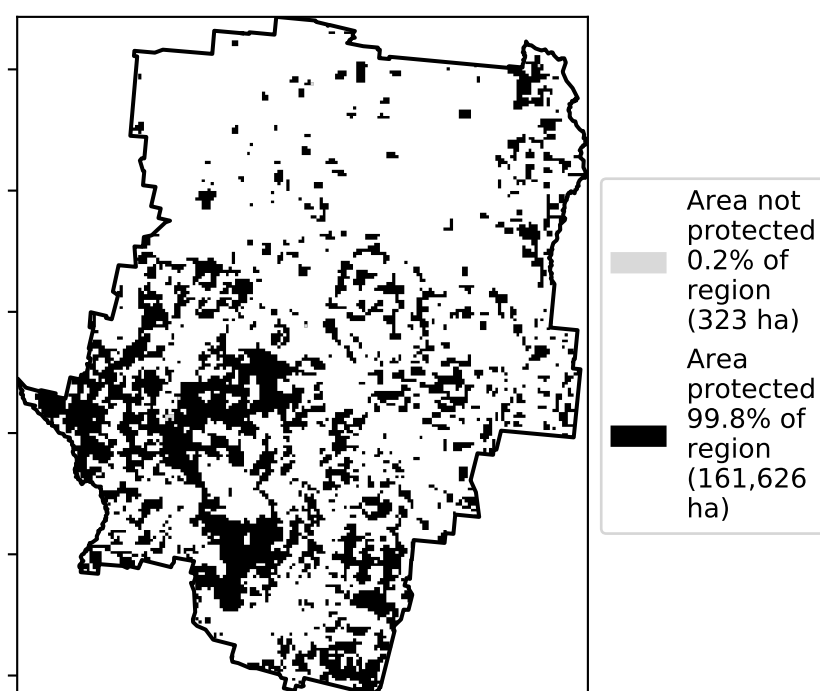 Area not
protected
0.2% of
region
(323 ha)
Area
protected
99.8% of
region
(161,626
ha)